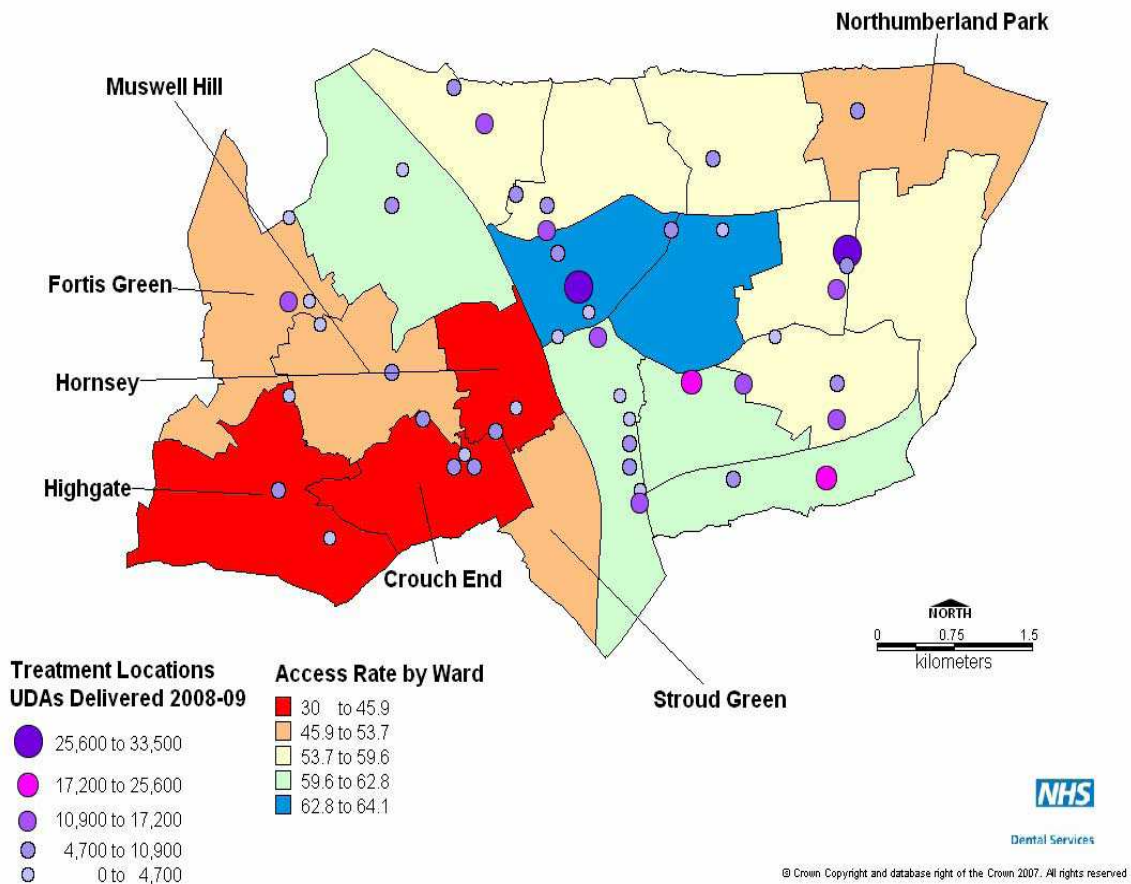 Northumberland Park
Muswell Hill
Fortis Green
Hornsey
Highgate
Crouch End
Stroud Green
NORTH
0 0.75 1.5
kilometers
Treatment Locations
UDAs Delivered 2008-09
25,600 to 33,500
17,200 to 25,600
10,900 to 17,200
4,700 to 10,900
0 to 4,700
Access Rate by Ward
30 to 45.9
45.9 to 53.7
53.7 to 59.6
59.6 to 62.8
62.8 to 64.1
NHS
Dental Services
© Crown Copyright and database right of the Crown 2007. All rights reserved